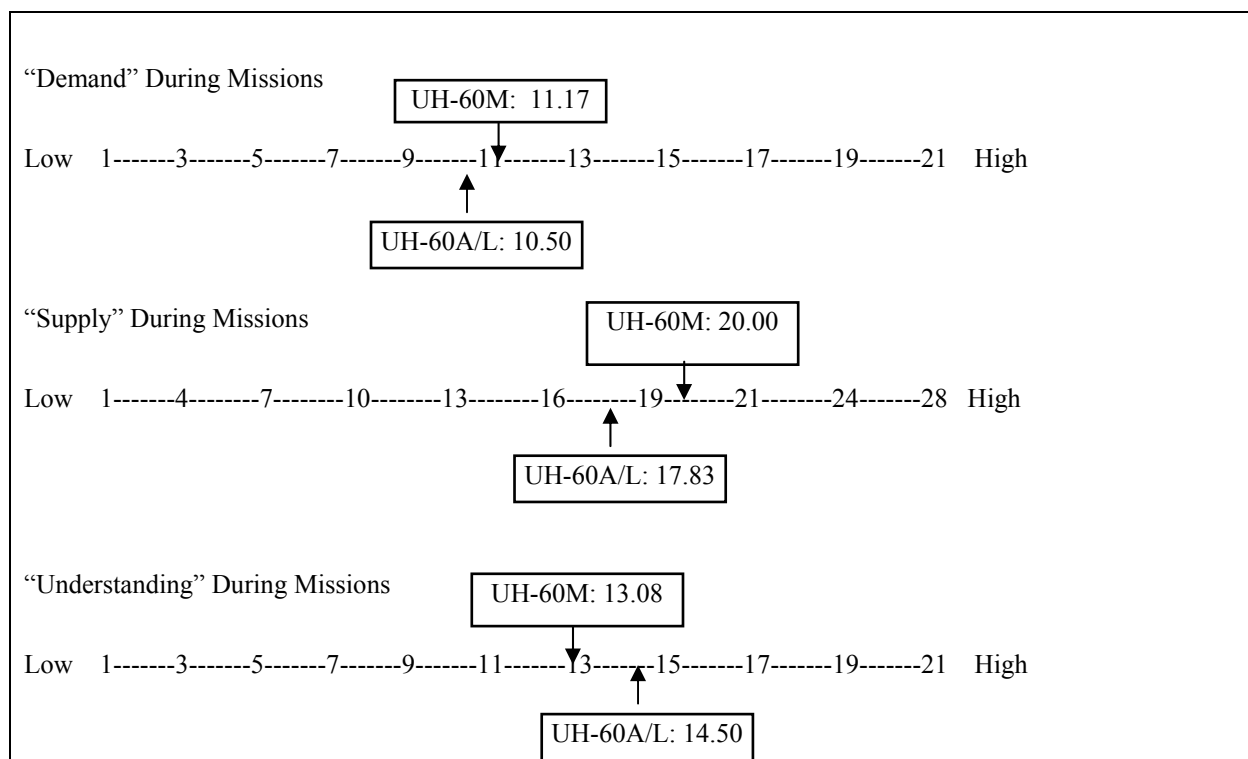 “Demand” During Missions
UH-60M:  11.17
Low 1-------3-------5-------7-------9-------11-------13-------15-------17-------19-------21 High
UH-60A/L: 10.50
“Supply” During Missions
UH-60M: 20.00
Low 1-------4-------7--------10--------13--------16--------19--------21--------24--------28 High
UH-60A/L: 17.83
“Understanding” During Missions
UH-60M: 13.08
Low 1-------3-------5-------7-------9-------11-------13-------15-------17-------19-------21 High
UH-60A/L: 14.50